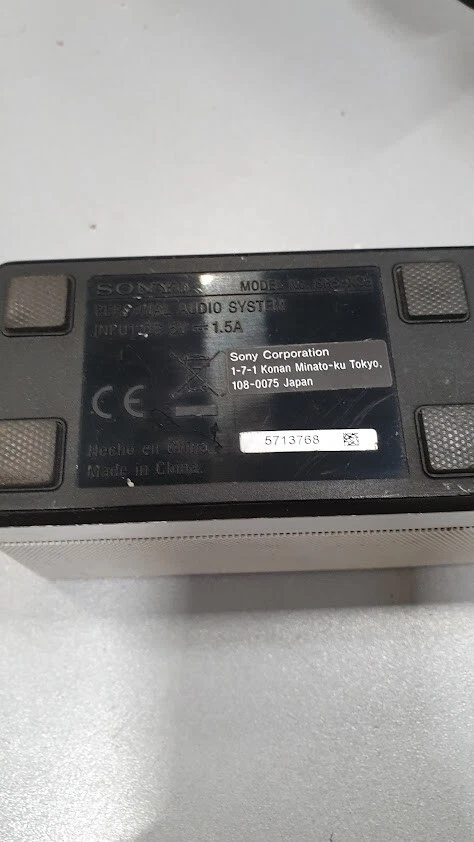 SONY
MODEL
AUDIO SYSTEM
1.5A
Sony Corporation
1-7-1 Konan Minato-ku Tokyo,
108-0075 Japan
CE
5713768
Hecho en China
Made in China